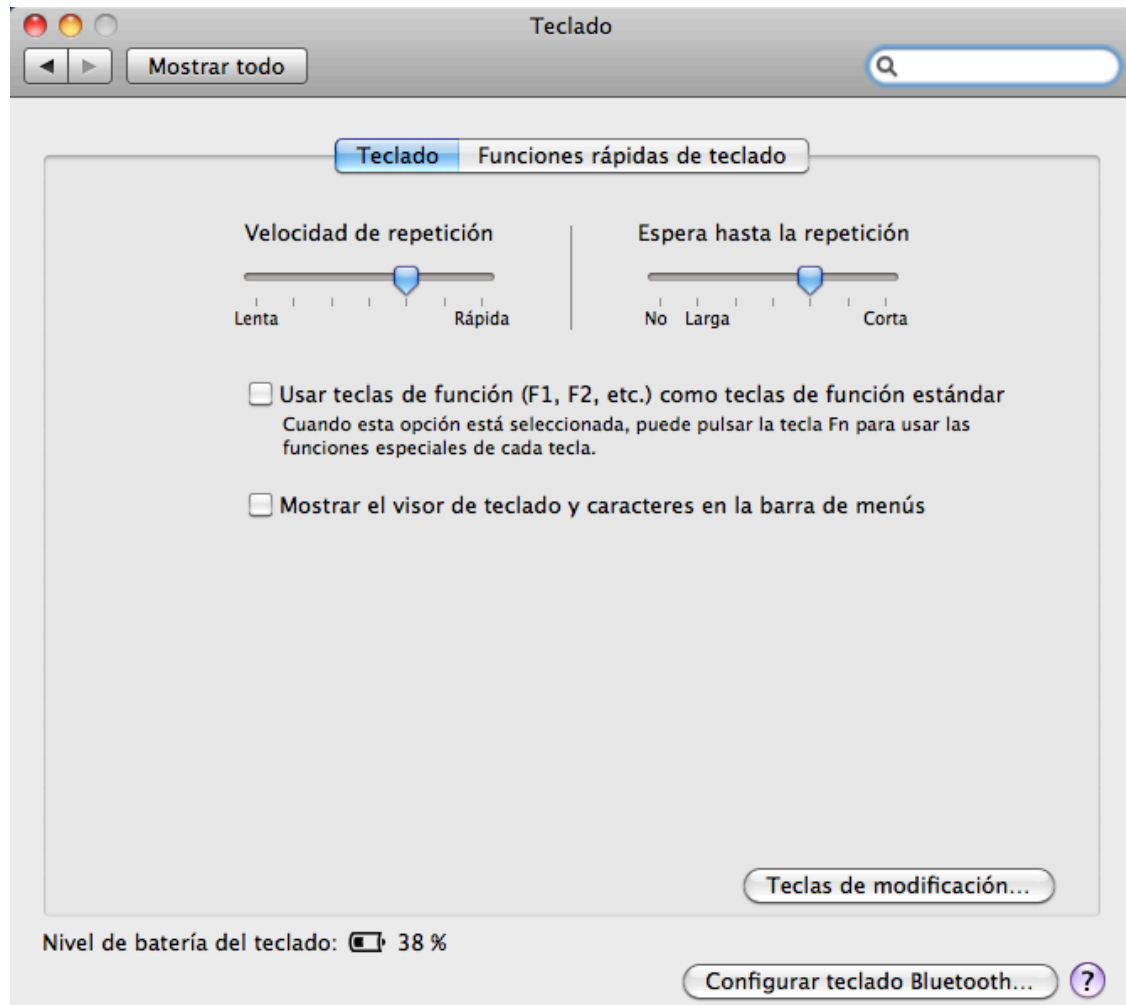 Teclado
Mostrar todo
Teclado Funciones rápidas de teclado
Velocidad de repetición Espera hasta la repetición
Lenta Rápida No Larga Corta
Usar teclas de función (F1, F2, etc.) como teclas de función estándar
Cuando esta opción está seleccionada, puede pulsar la tecla Fn para usar las
funciones especiales de cada tecla.
Mostrar el visor de teclado y caracteres en la barra de menús
Teclas de modificación...
Nivel de batería del teclado: 38 %
Configurar teclado Bluetooth... ?